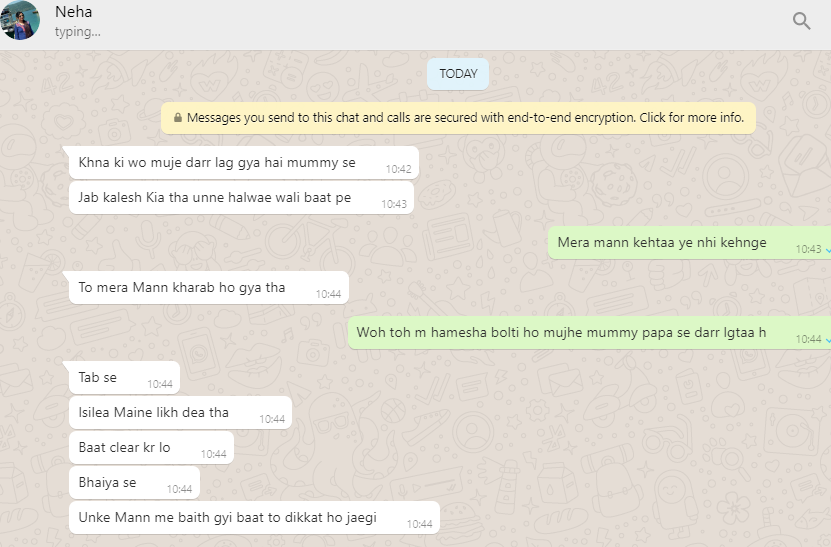 Neha
typing...
TODAY
Messages you send to this chat and calls are secured with end-to-end encryption. Click for more info.
Khna ki wo muje darr lag gya hai mummy se 10:42
Jab kalesh Kia tha unne halwae wali baat pe 10:43
Mera mann kehtaa ye nhi kehnge 10:43
To mera Mann kharab ho gya tha 10:44
Woh toh m hamesha bolti ho mujhe mummy papa se darr lgtaa h 10:44
Tab se 10:44
Isilea Maine likh dea tha 10:44
Baat clear kr lo 10:44
Bhaiya se 10:44
Unke Mann me baith gyi baat to dikkat ho jaegi 10:44